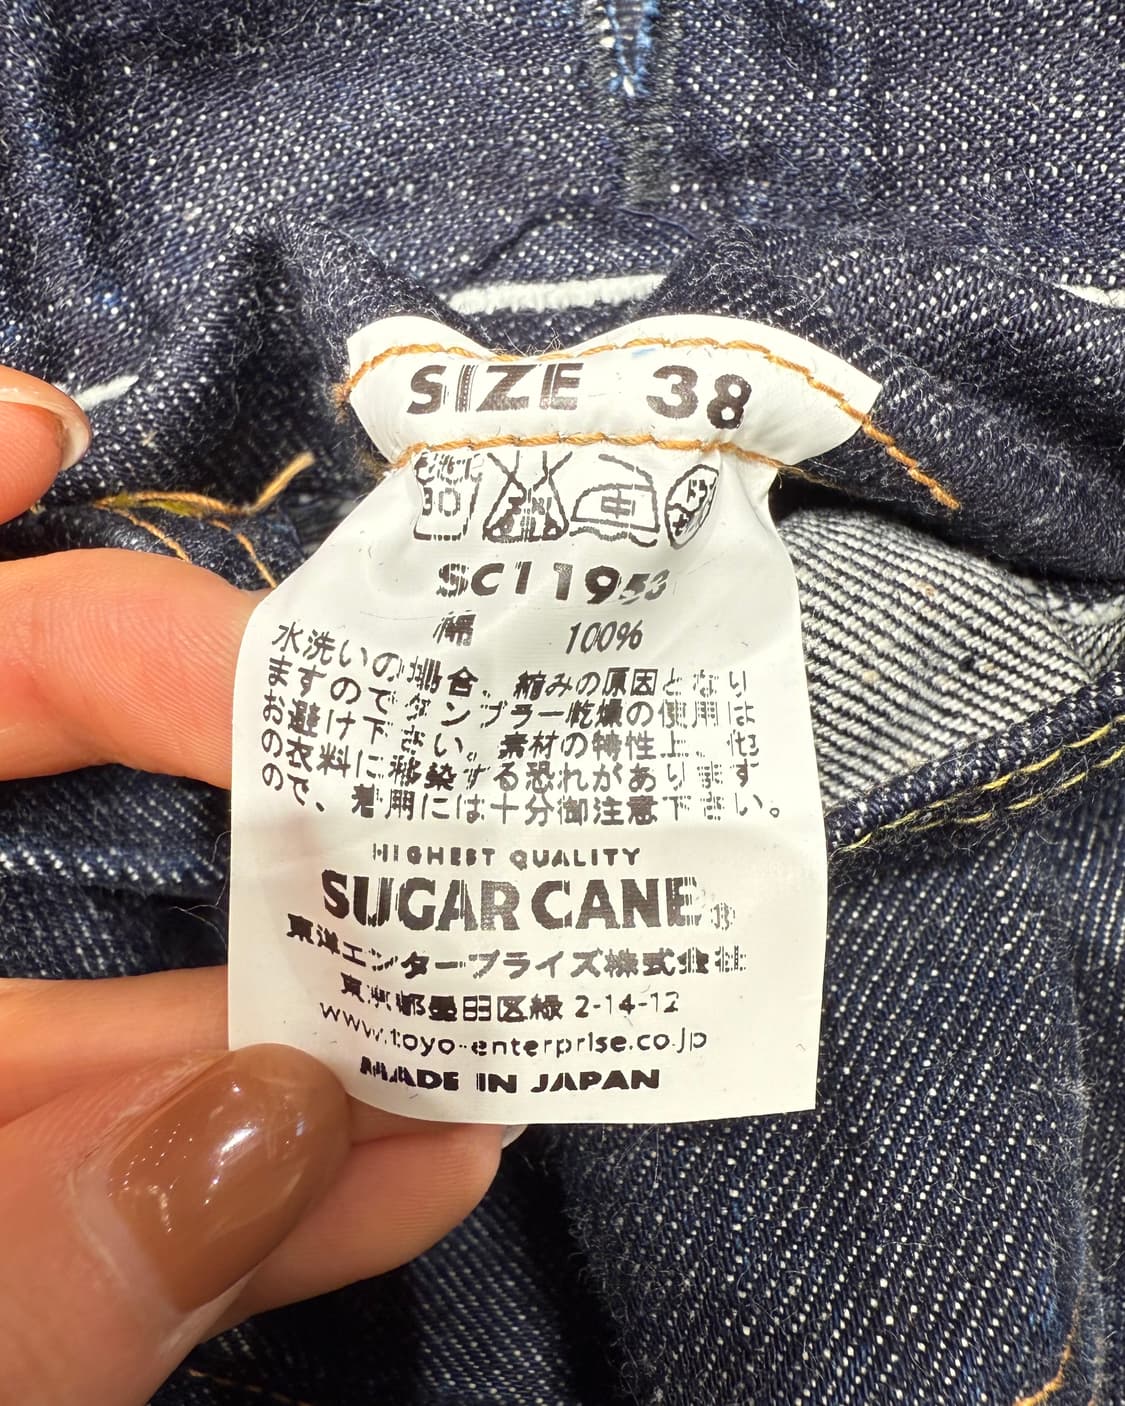 SIZE 38
30
SC11953
綿 100%
水洗いの場合、縮みの原因となり
ますのでタンブラー乾燥の使用は
お避け下さい。素材の特性上、他
の衣料に移染する恐れがあります
ので、着用には十分御注意下さい。
HIGHEST QUALITY
SUGAR CANE®
東洋エンタープライズ株式会社
東京都墨田区緑 2-14-12
www.toyo-enterprise.co.jp
MADE IN JAPAN